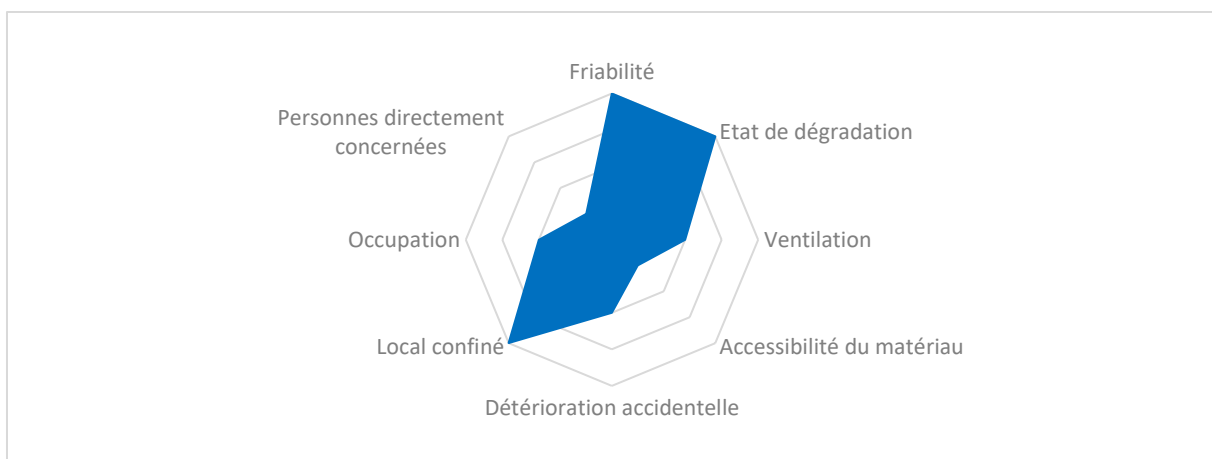 Friabilité
Personnes directement
concernées
Etat de dégradation
Occupation
Ventilation
Local confiné
Accessibilité du matériau
Détérioration accidentelle